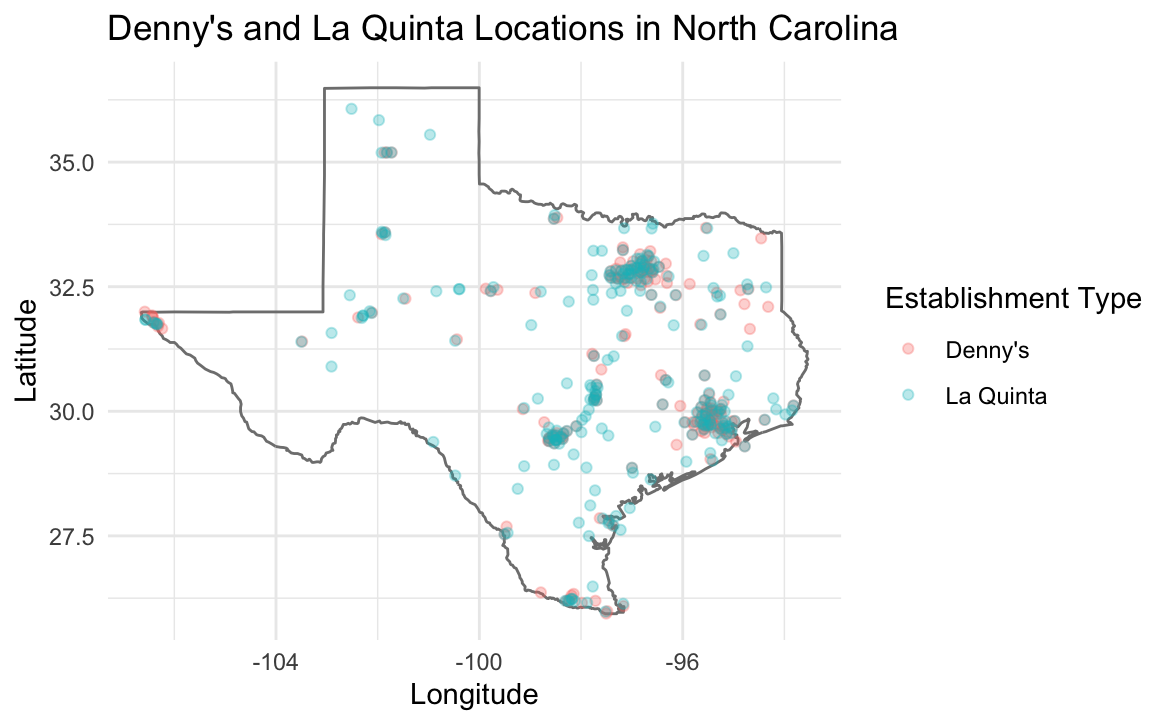 Denny's and La Quinta Locations in North Carolina
35.0
32.5
30.0
27.5
Latitude
-104
-100
-96
Longitude
Establishment Type
Denny's
La Quinta